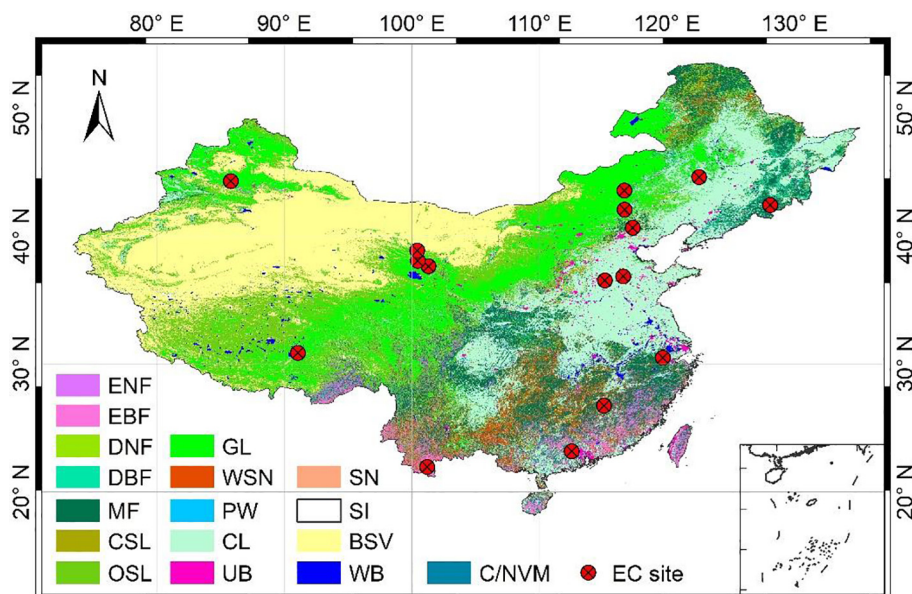 80° E 90° E 100° E 110° E 120° E 130° E
N
50° N
50° N
40° N
40° N
30° N
30° N
20° N
20° N
ENF
EBF
DNF GL
DBF WSN SN
MF PW SI
CSL CL BSV
OSL UB WB C/NVM EC site